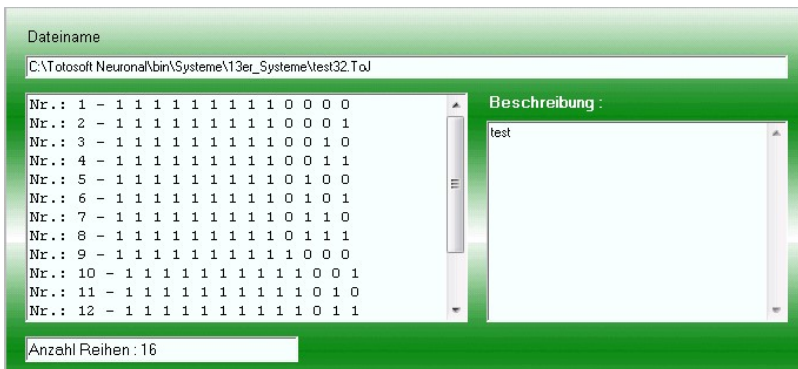 Dateiname
C:\Totosoft Neuronal\bin\Systeme\13er_Systeme\test32.ToJ
Nr.: 1 - 1 1 1 1 1 1 1 1 1 0 0 0 0
Nr.: 2 - 1 1 1 1 1 1 1 1 1 0 0 0 1
Nr.: 3 - 1 1 1 1 1 1 1 1 1 0 0 1 0
Nr.: 4 - 1 1 1 1 1 1 1 1 1 0 0 1 1
Nr.: 5 - 1 1 1 1 1 1 1 1 1 0 1 0 0
Nr.: 6 - 1 1 1 1 1 1 1 1 1 0 1 0 1
Nr.: 7 - 1 1 1 1 1 1 1 1 1 0 1 1 0
Nr.: 8 - 1 1 1 1 1 1 1 1 1 0 1 1 1
Nr.: 9 - 1 1 1 1 1 1 1 1 1 1 0 0 0
Nr.: 10 - 1 1 1 1 1 1 1 1 1 1 0 0 1
Nr.: 11 - 1 1 1 1 1 1 1 1 1 1 0 1 0
Nr.: 12 - 1 1 1 1 1 1 1 1 1 1 0 1 1
Beschreibung :
test
Anzahl Reihen : 16